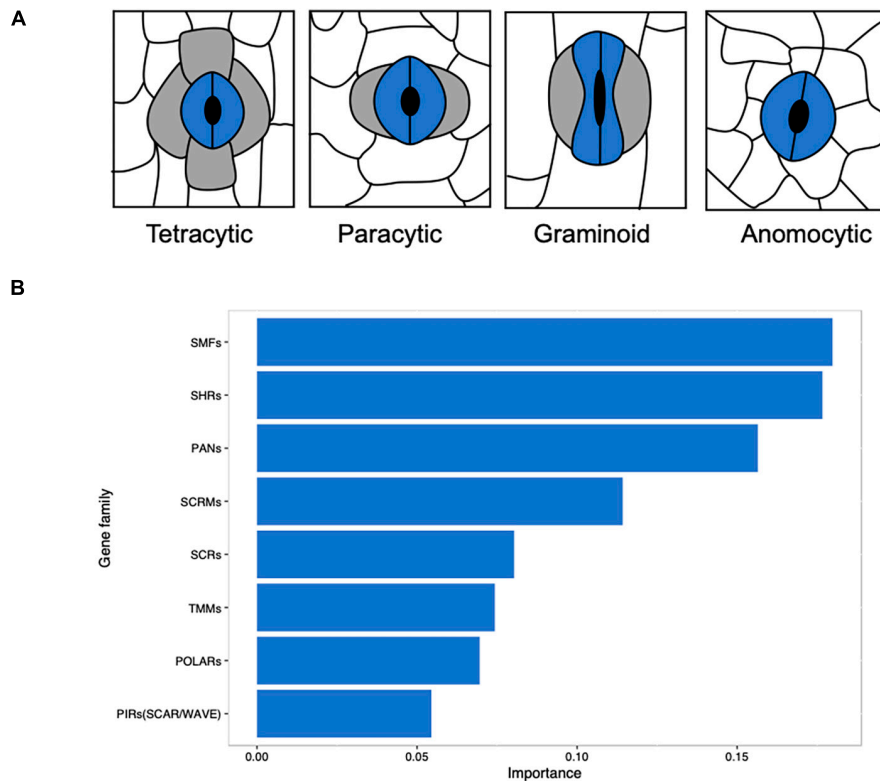 A
Tetracytic
Paracytic
Graminoid
Anomocytic
B
Gene family
SMFs
SHRs
PANs
SCRMs
SCRs
TMMs
POLARs
PIRs(SCAR/WAVE)
0.00
0.05
0.10
0.15
Importance